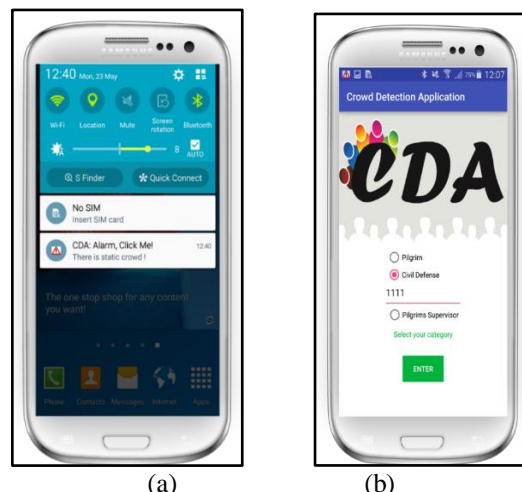 12:40 Mon, 23 May
Wi-Fi Location Mute Screen rotation Bluetooth
8 AUTO
S Finder Quick Connect
No SIM
Insert SIM card
CDA: Alarm, Click Me! 12:40
There is static crowd !
The one stop shop for any content
you want!
Phone Contacts Messages Internet Apps
(a)
75% 12:07
Crowd Detection Application
CDA
Pilgrim
Civil Defense
1111
Pilgrims Supervisor
Select your category
ENTER
(b)